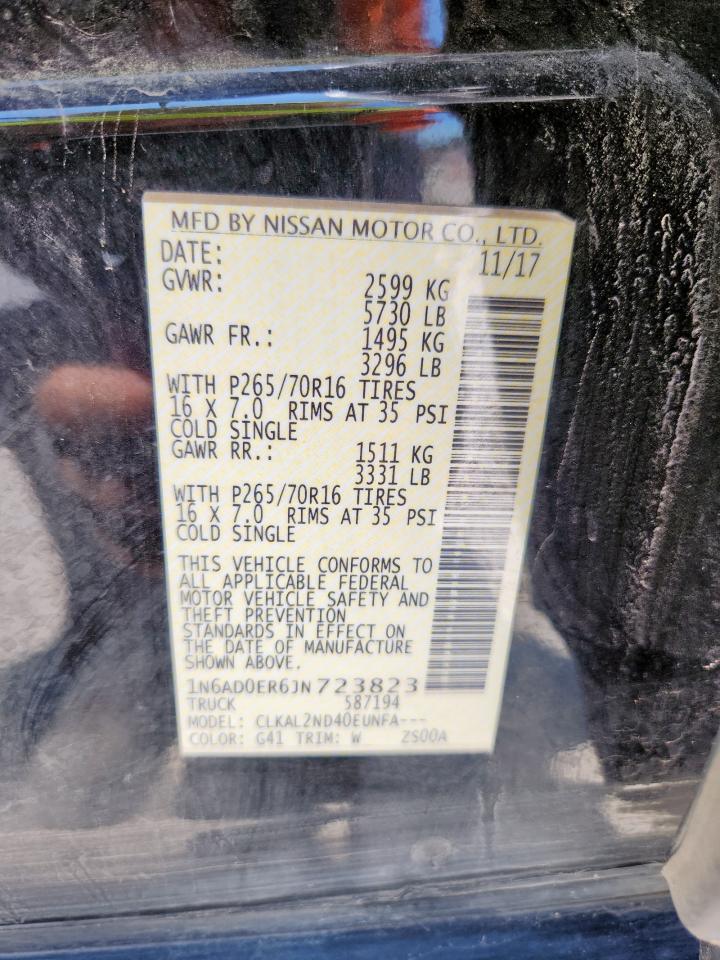 MFD BY NISSAN MOTOR CO., LTD.
DATE: 11/17
GVWR: 2599 KG
5730 LB
GAWR FR.: 1495 KG
3296 LB
WITH P265/70R16 TIRES
16 X 7.0 RIMS AT 35 PSI
COLD SINGLE
GAWR RR.: 1511 KG
3331 LB
WITH P265/70R16 TIRES
16 X 7.0 RIMS AT 35 PSI
COLD SINGLE
THIS VEHICLE CONFORMS TO
ALL APPLICABLE FEDERAL
MOTOR VEHICLE SAFETY AND
THEFT PREVENTION
STANDARDS IN EFFECT ON
THE DATE OF MANUFACTURE
SHOWN ABOVE.
1N6AD0ER6JN723823
TRUCK 587194
MODEL: CLKAL2ND40EUNFA---
COLOR: G41 TRIM: W ZS00A